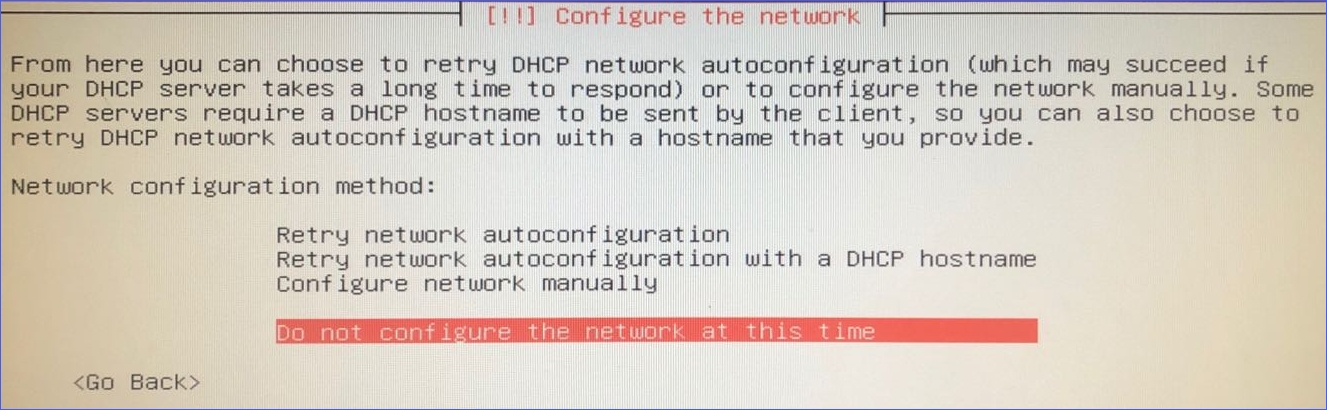 [!!] Configure the network
From here you can choose to retry DHCP network autoconfiguration (which may succeed if
your DHCP server takes a long time to respond) or to configure the network manually. Some
DHCP servers require a DHCP hostname to be sent by the client, so you can also choose to
retry DHCP network autoconfiguration with a hostname that you provide.
Network configuration method:
Retry network autoconfiguration
Retry network autoconfiguration with a DHCP hostname
Configure network manually
Do not configure the network at this time
<Go Back>